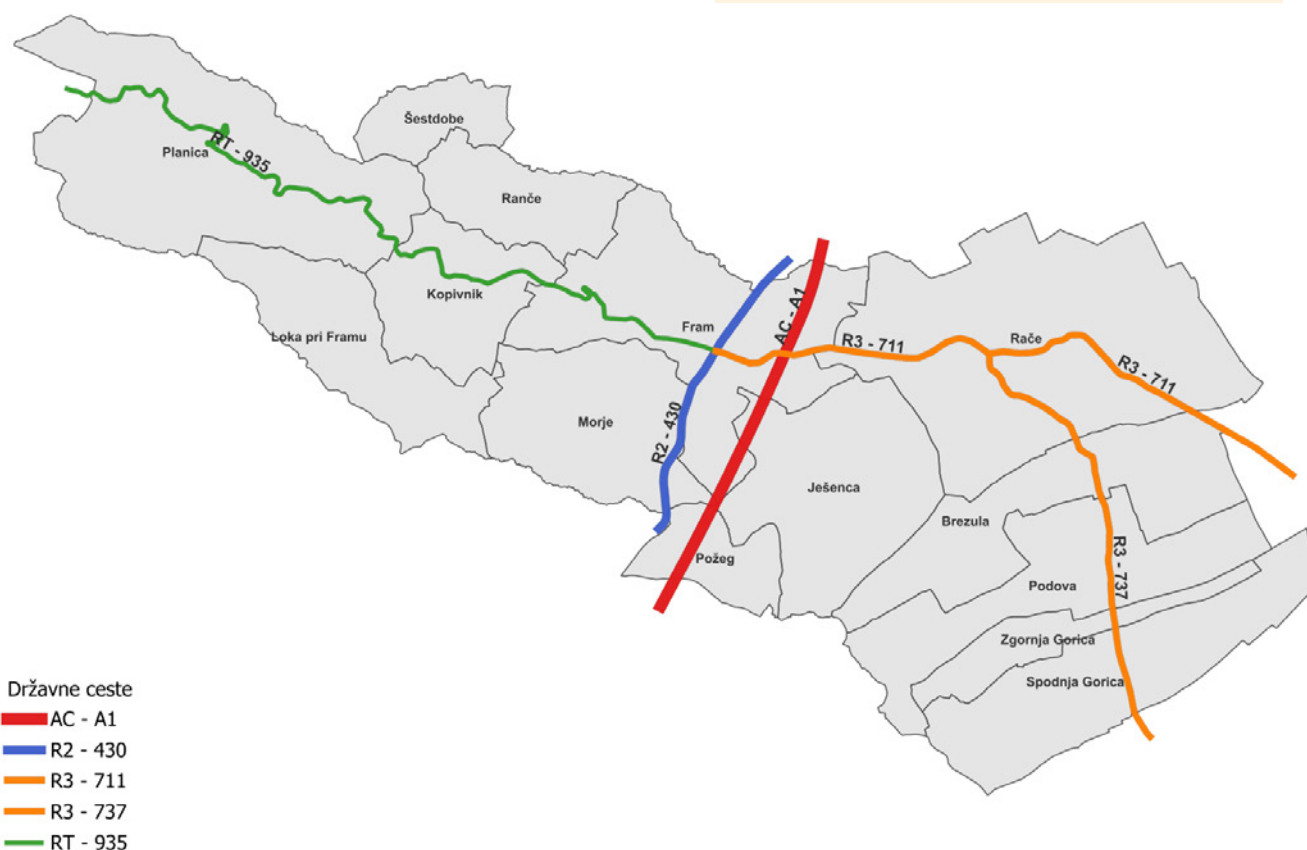 Šestdobe
RT - 935
Planica
Ranče
Kopivnik
Loka pri Framu
Fram
AC - A1
R3 - 711
Rače
R3 - 711
Morje
R2 - 430
Ješenca
Brezula
Požeg
R3 - 737
Podova
Zgornja Gorica
Spodnja Gorica
Državne ceste
AC - A1
R2 - 430
R3 - 711
R3 - 737
RT - 935